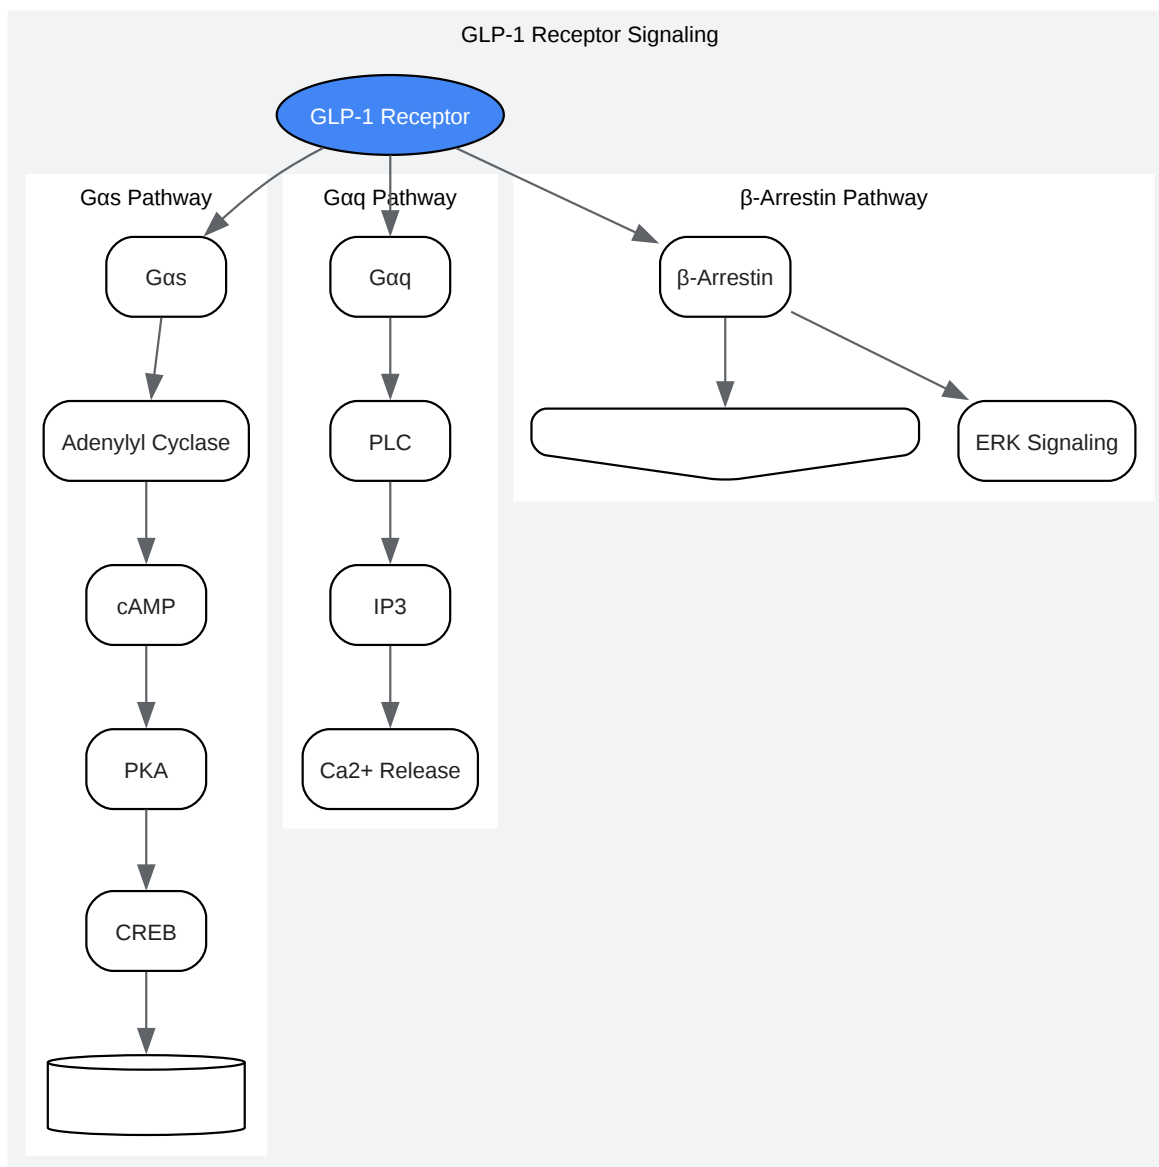 GLP-1 Receptor Signaling
GLP-1 Receptor
Gαs Pathway
Gαq Pathway
β-Arrestin Pathway
Gαs
Gαq
β-Arrestin
Adenylyl Cyclase
PLC
ERK Signaling
cAMP
IP3
PKA
Ca2+ Release
CREB